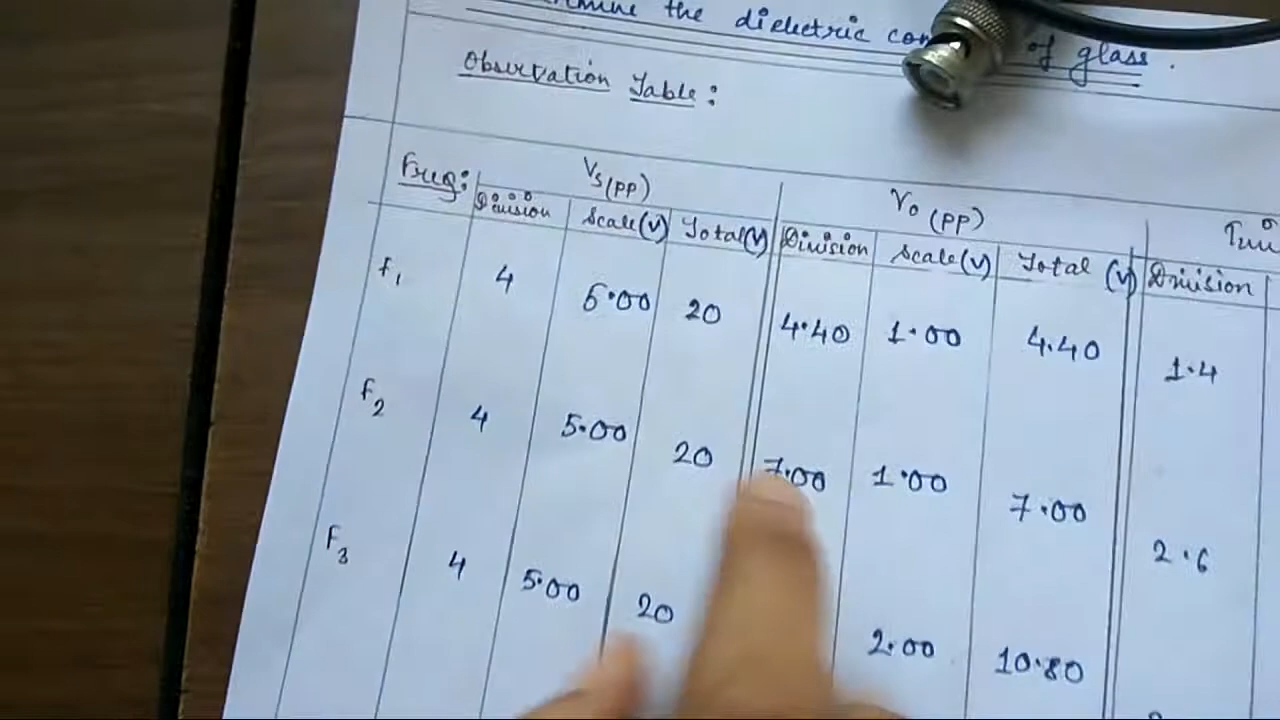 the dielectric of glass.
Observation Table:
Freq: Vs(PP) Vo(PP)
Division Scale(V) Total(V) Division Scale(V) Total (V) Division
f1 4 5.00 20 4.40 1.00 4.40 1.4
f2 4 5.00 20 7.00 1.00 7.00 2.6
F3 4 5.00 20 2.00 10.80